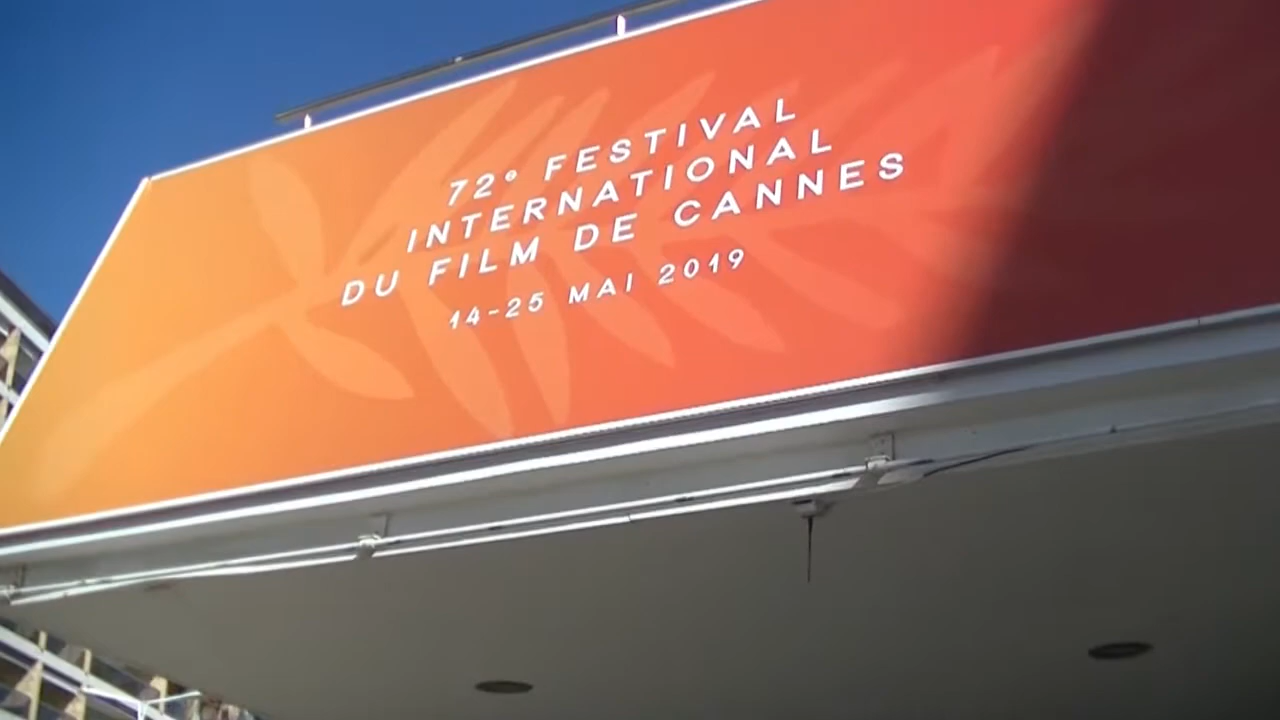 72e FESTIVAL
INTERNATIONAL
DU FILM DE CANNES
14-25 MAI 2019